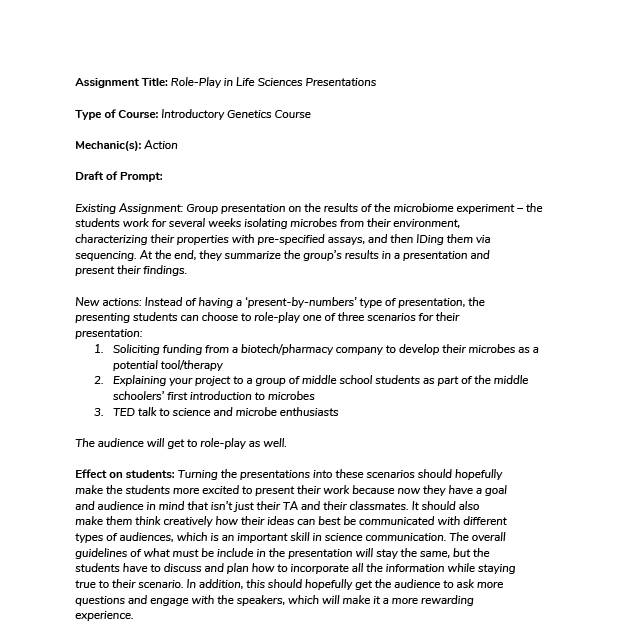 Assignment Title: Role-Play in Life Sciences Presentations
Type of Course: Introductory Genetics Course
Mechanic(s): Action
Draft of Prompt:
Existing Assignment: Group presentation on the results of the microbiome experiment – the
students work for several weeks isolating microbes from their environment,
characterizing their properties with pre-specified assays, and then IDing them via
sequencing. At the end, they summarize the group's results in a presentation and
present their findings.
New actions: Instead of having a 'present-by-numbers' type of presentation, the
presenting students can choose to role-play one of three scenarios for their
presentation:
1. Soliciting funding from a biotech/pharmacy company to develop their microbes as a
potential tool/therapy
2. Explaining your project to a group of middle school students as part of the middle
schoolers' first introduction to microbes
3. TED talk to science and microbe enthusiasts
The audience will get to role-play as well.
Effect on students: Turning the presentations into these scenarios should hopefully
make the students more excited to present their work because now they have a goal
and audience in mind that isn't just their TA and their classmates. It should also
make them think creatively how their ideas can best be communicated with different
types of audiences, which is an important skill in science communication. The overall
guidelines of what must be include in the presentation will stay the same, but the
students have to discuss and plan how to incorporate all the information while staying
true to their scenario. In addition, this should hopefully get the audience to ask more
questions and engage with the speakers, which will make it a more rewarding
experience.